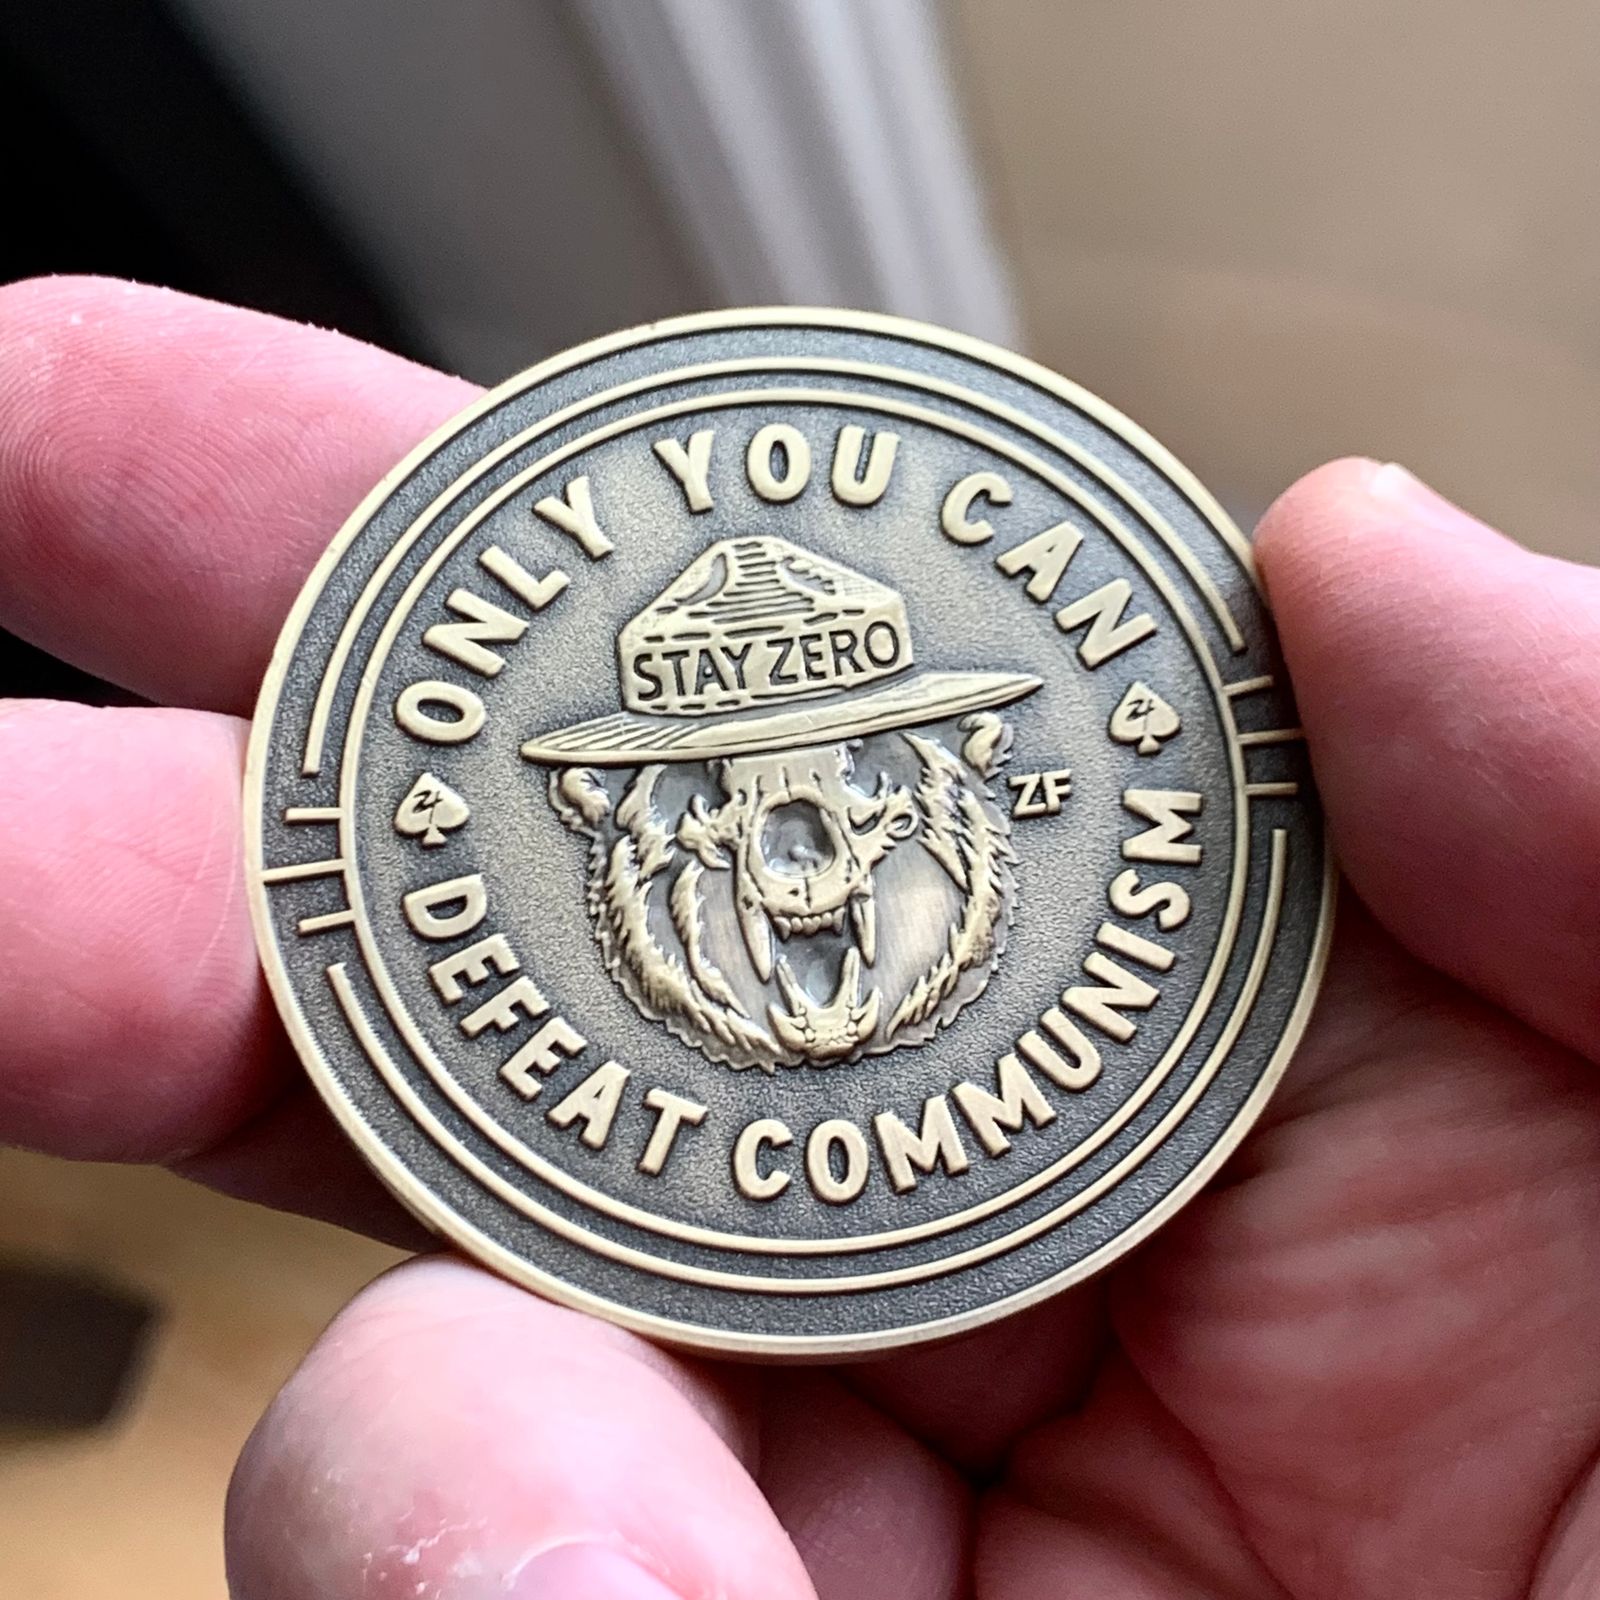 ONLY YOU CAN
STAY ZERO
ZF
DEFEAT COMMUNISM